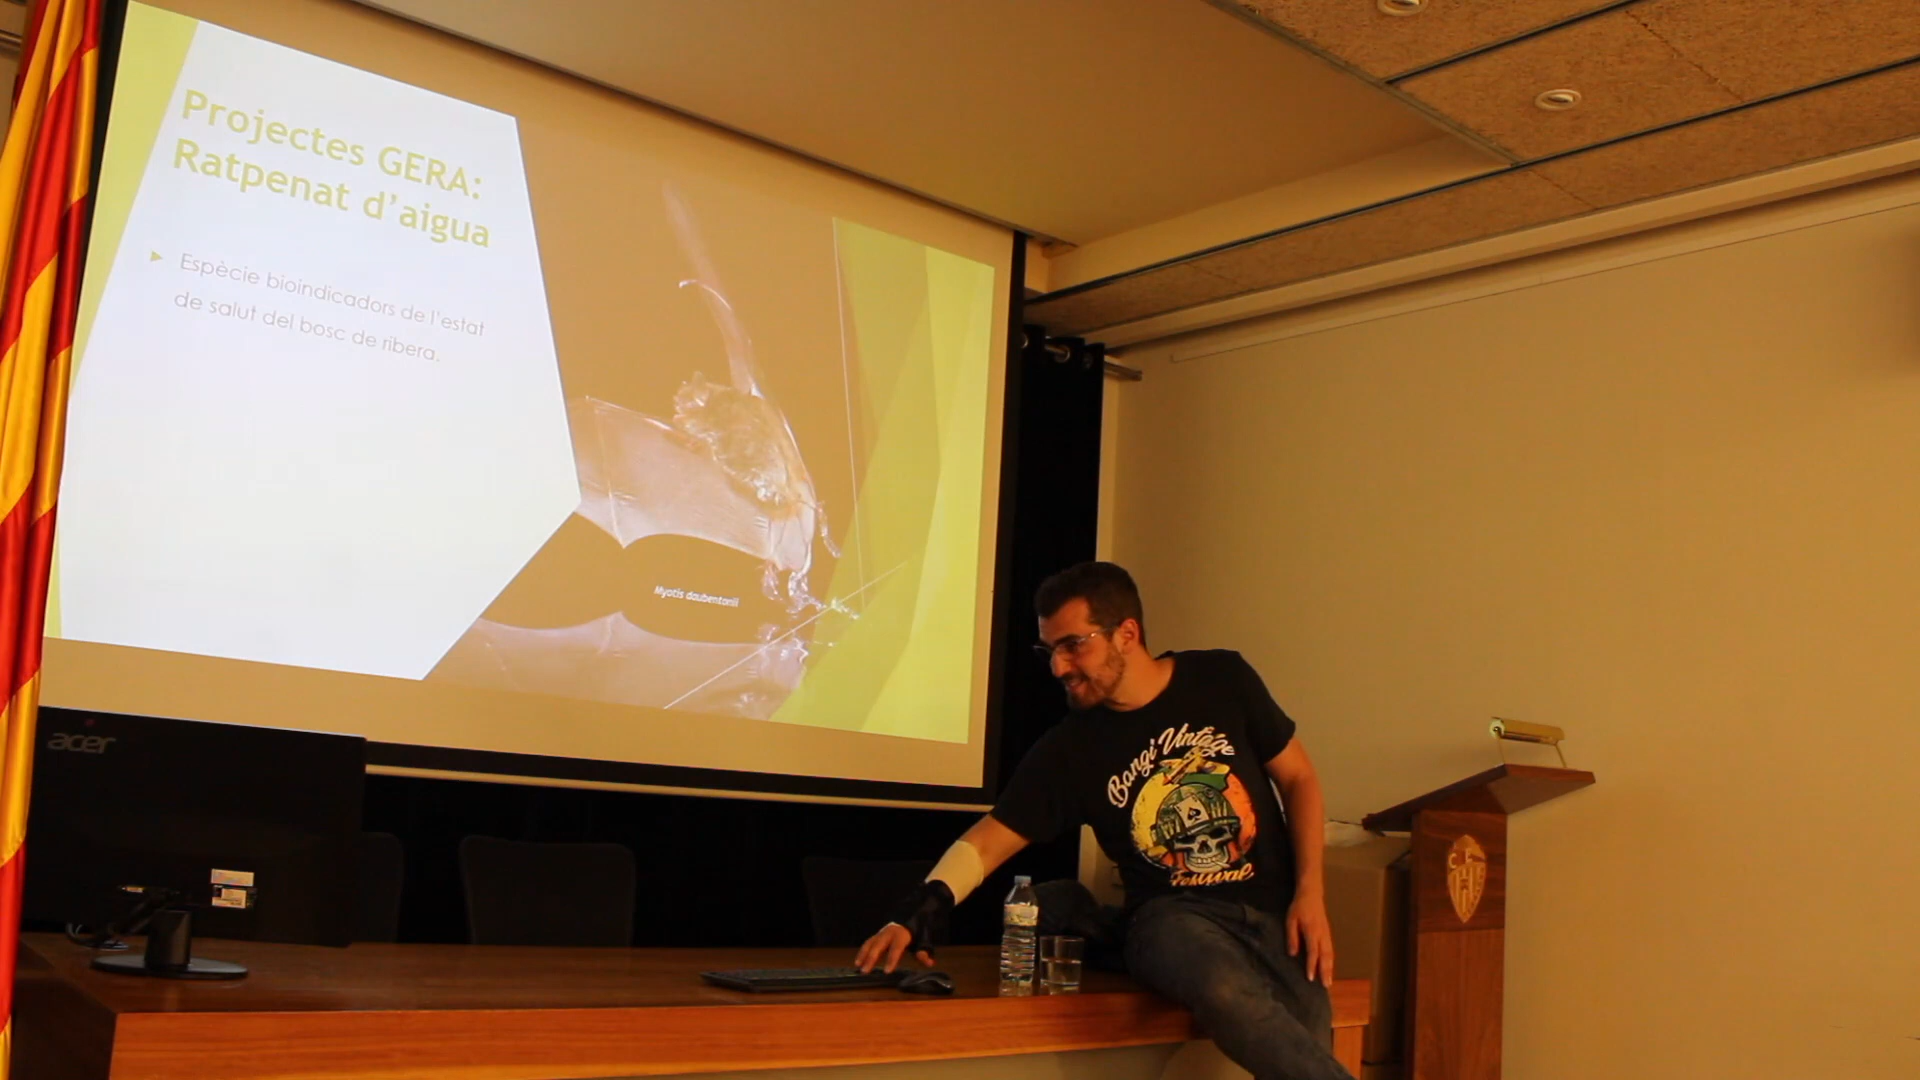 Projectes GERA:
Ratpenat d'aigua
Espècie bioindicadors de l'estat
de salut del bosc de ribera.
Myotis daubentonii
acer
Bangi Vintage
Festival
C E